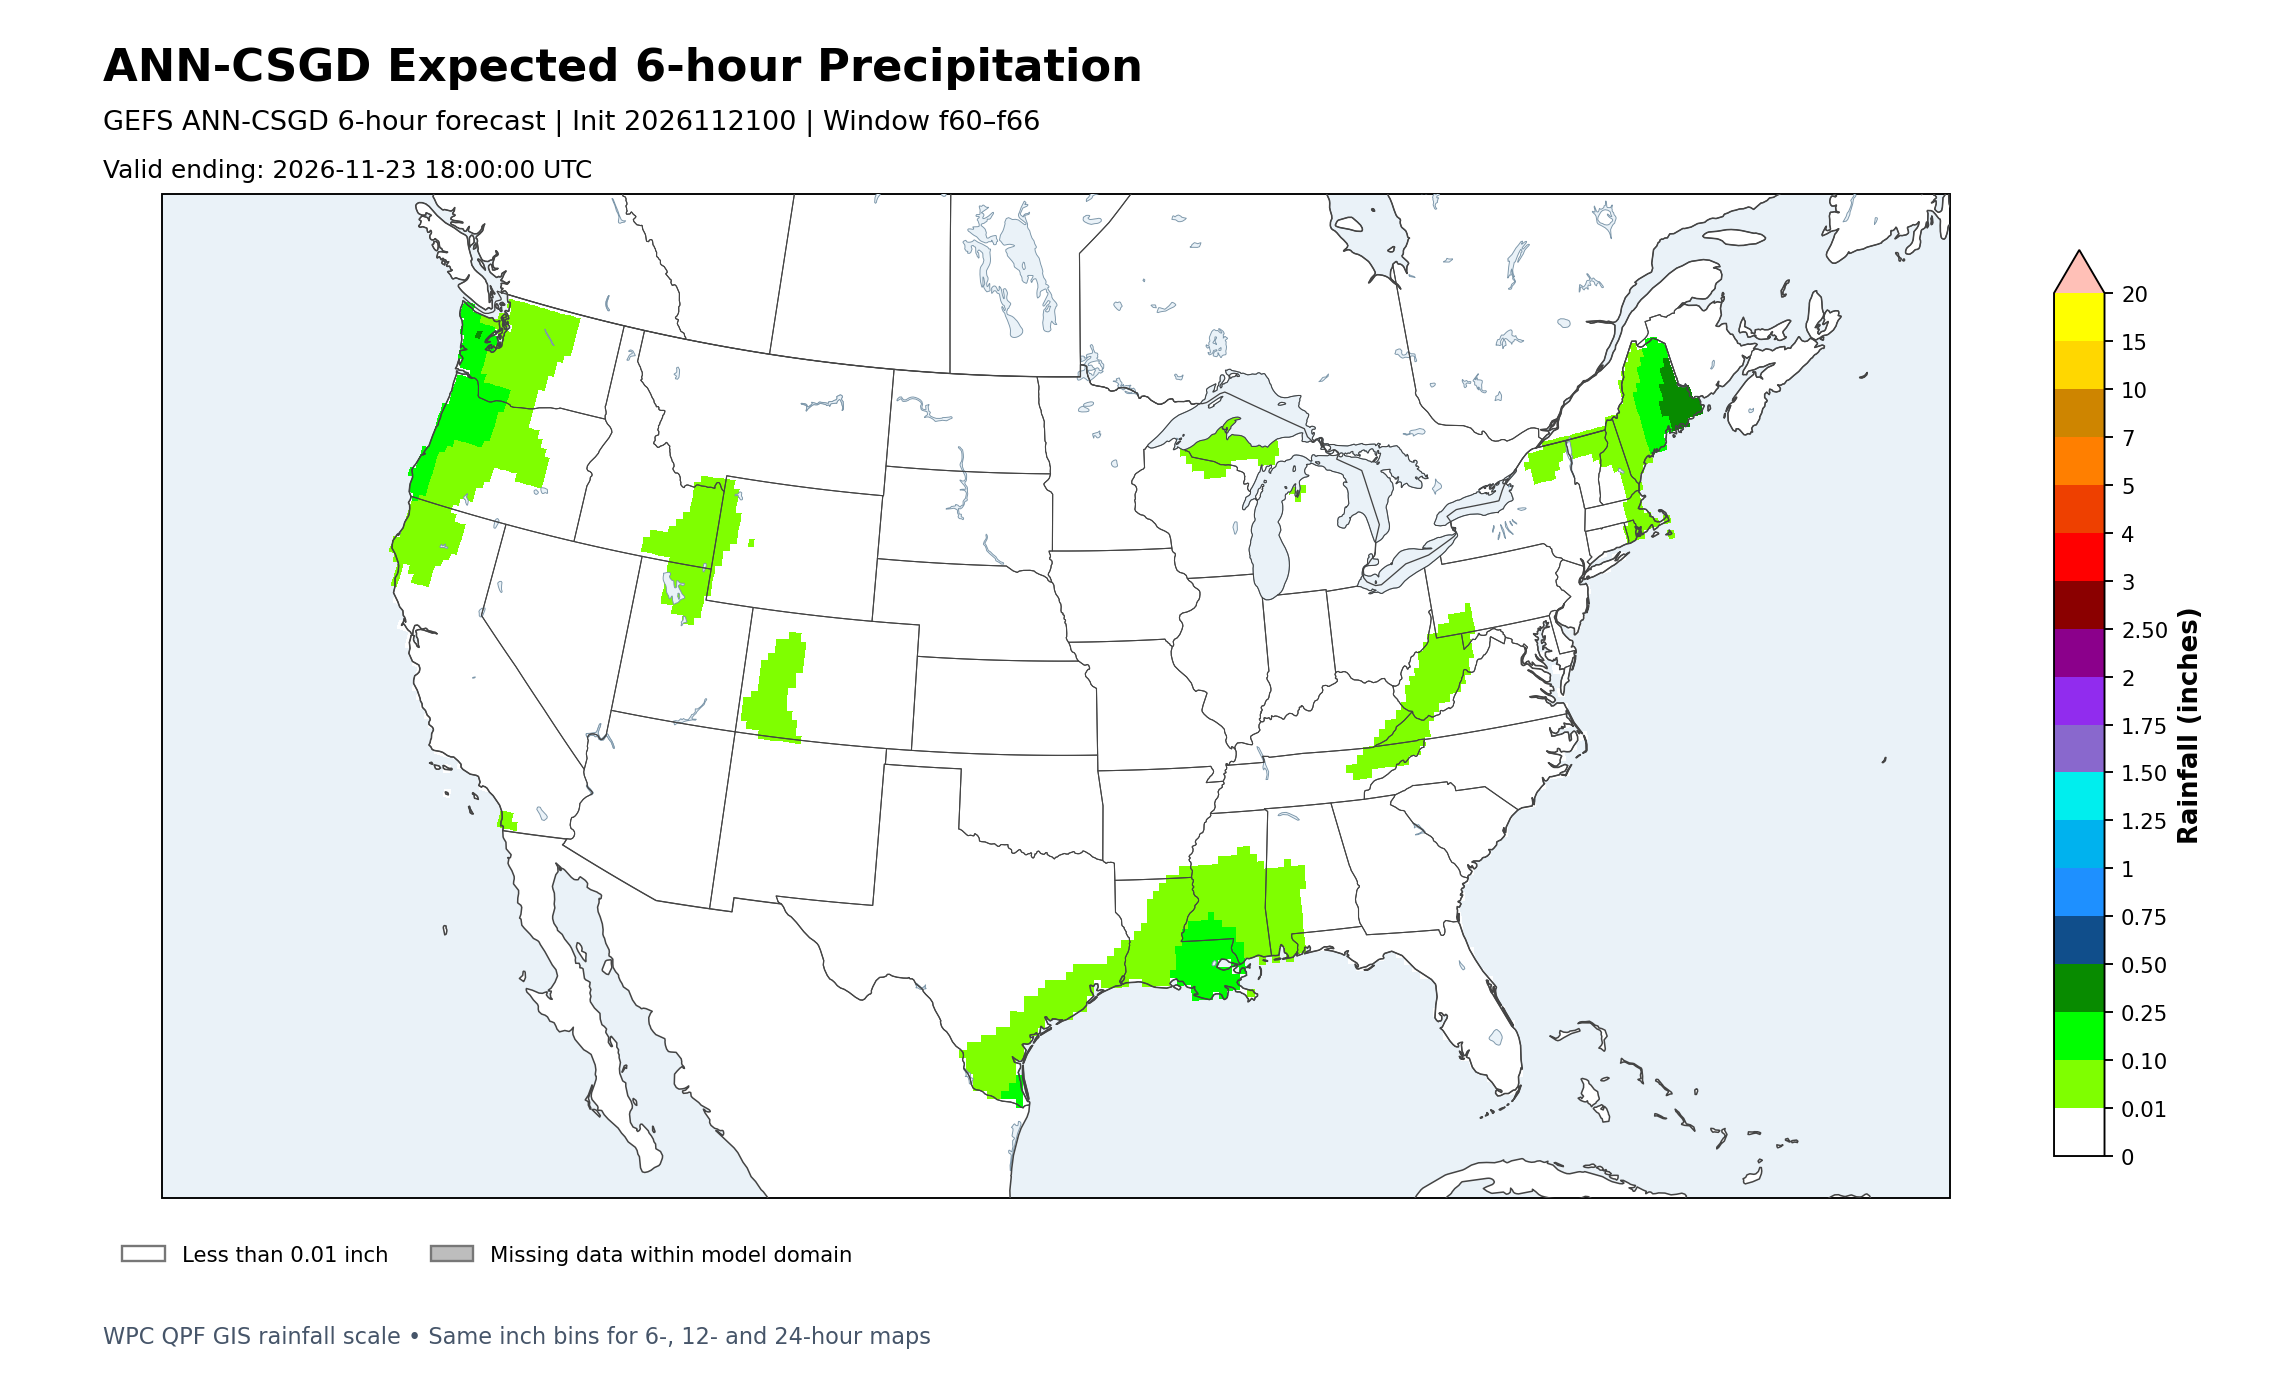 ANN-CSGD Expected 6-hour Precipitation
GEFS ANN-CSGD 6-hour forecast | Init 2026112100 | Window f60–f66
Valid ending: 2026-11-23 18:00:00 UTC
20
15
10
7
5
4
3
2.50
2
1.75
1.50
1.25
1
0.75
0.50
0.25
0.10
0.01
0
Rainfall (inches)
Less than 0.01 inch
Missing data within model domain
WPC QPF GIS rainfall scale • Same inch bins for 6-, 12- and 24-hour maps